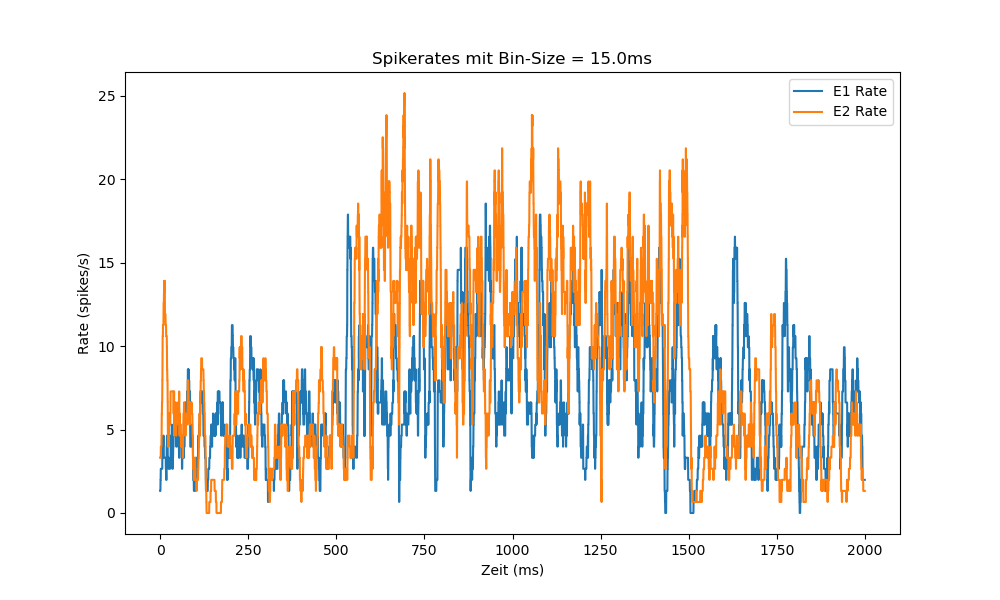 Spikerates mit Bin-Size = 15.0ms
E1 Rate
E2 Rate
25
20
15
10
5
0
Rate (spikes/s)
0 250 500 750 1000 1250 1500 1750 2000
Zeit (ms)